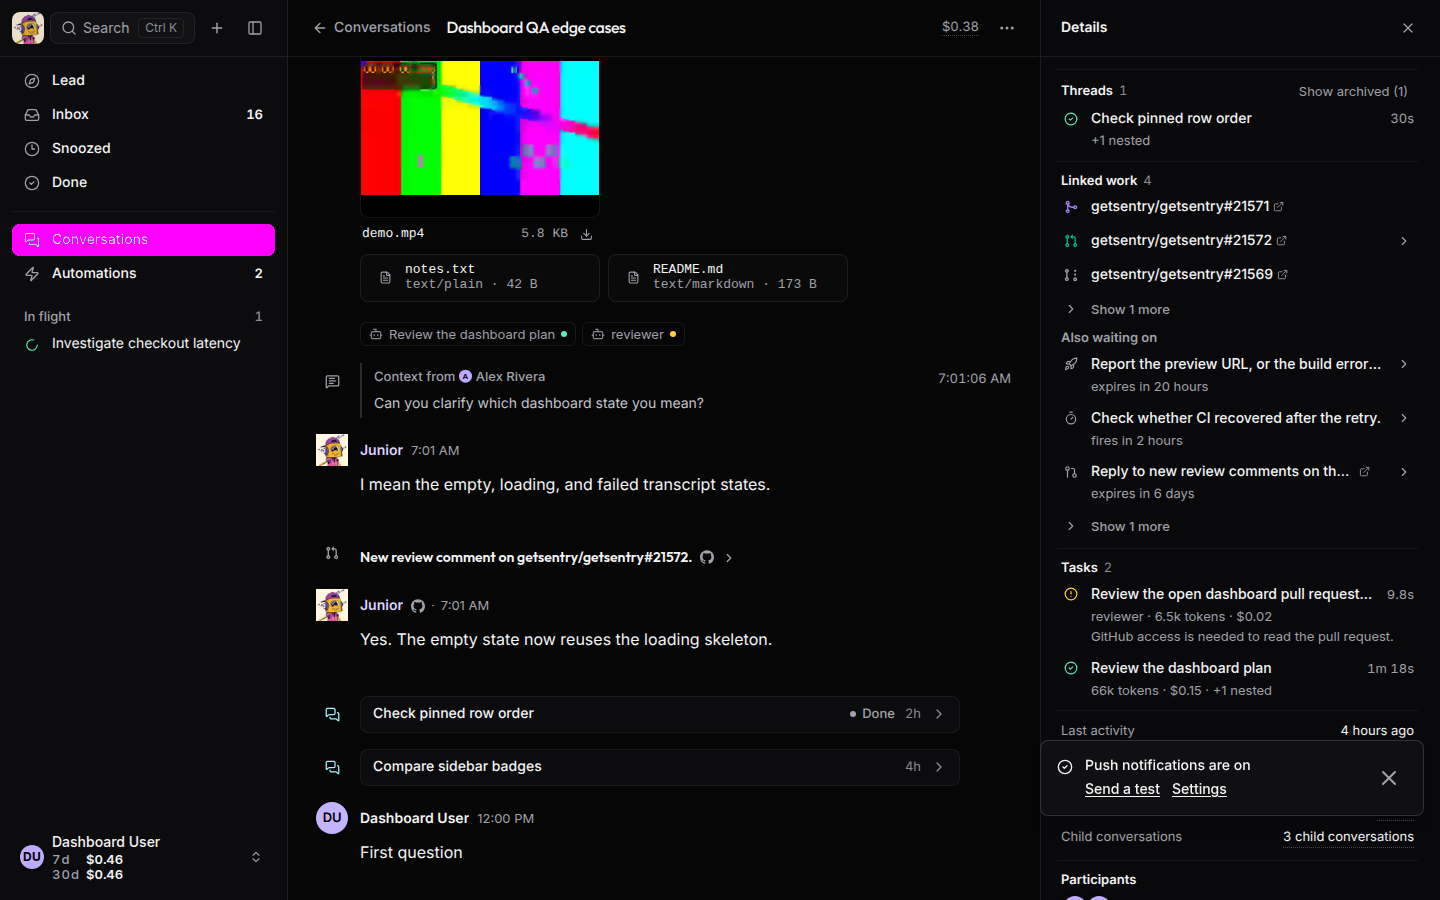 Search Ctrl K
Lead
Inbox 16
Snoozed
Done
Conversations
Automations 2
In flight 1
Investigate checkout latency
Dashboard User
7d $0.46
30d $0.46
DU
Conversations Dashboard QA edge cases $0.38
demo.mp4 5.8 KB
notes.txt
text/plain · 42 B
README.md
text/markdown · 173 B
Review the dashboard plan
reviewer
Context from A Alex Rivera 7:01:06 AM
Can you clarify which dashboard state you mean?
Junior 7:01 AM
I mean the empty, loading, and failed transcript states.
New review comment on getsentry/getsentry#21572.
Junior · 7:01 AM
Yes. The empty state now reuses the loading skeleton.
Check pinned row order Done 2h
Compare sidebar badges 4h
DU Dashboard User 12:00 PM
First question
Details
Threads 1 Show archived (1)
Check pinned row order 30s
+1 nested
Linked work 4
getsentry/getsentry#21571
getsentry/getsentry#21572
getsentry/getsentry#21569
Show 1 more
Also waiting on
Report the preview URL, or the build error...
expires in 20 hours
Check whether CI recovered after the retry.
fires in 2 hours
Reply to new review comments on th...
expires in 6 days
Show 1 more
Tasks 2
Review the open dashboard pull request... 9.8s
reviewer · 6.5k tokens · $0.02
GitHub access is needed to read the pull request.
Review the dashboard plan 1m 18s
66k tokens · $0.15 · +1 nested
Last activity 4 hours ago
Push notifications are on
Send a test Settings
Child conversations 3 child conversations
Participants